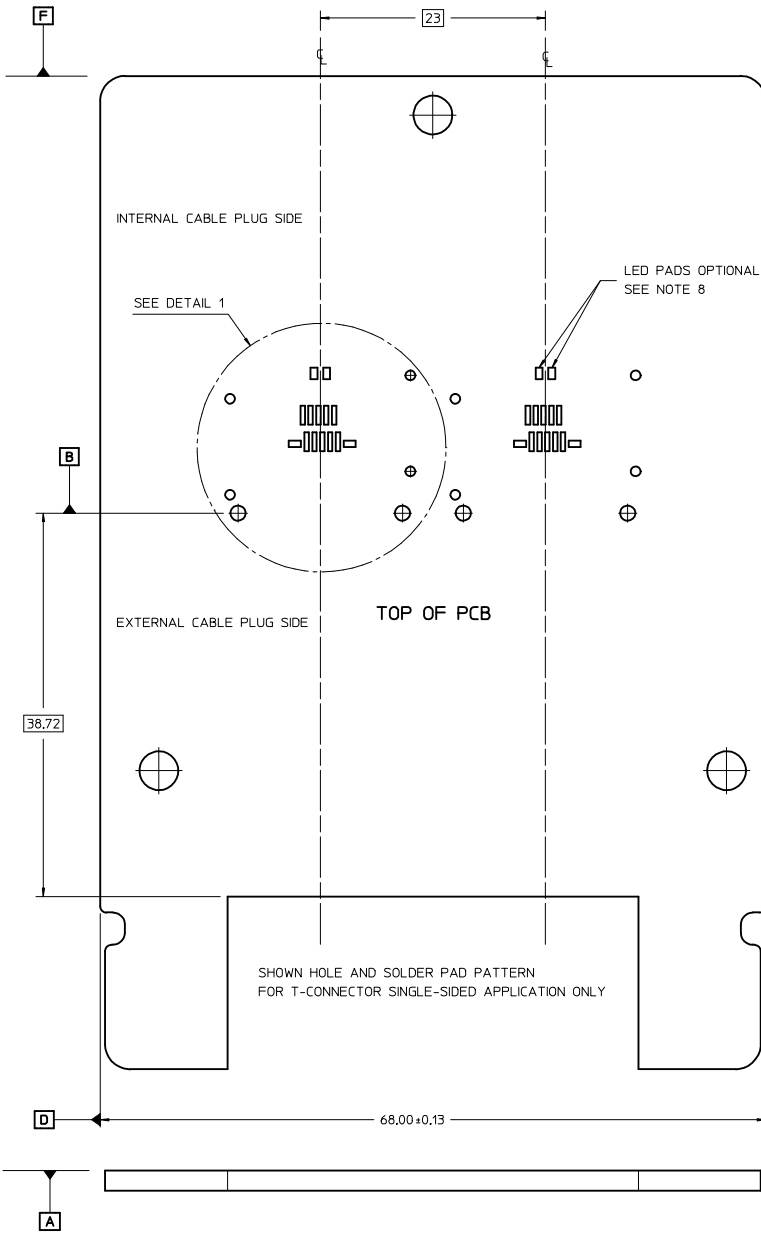 F
23
℄
℄
INTERNAL CABLE PLUG SIDE
LED PADS OPTIONAL
SEE NOTE 8
SEE DETAIL 1
B
TOP OF PCB
EXTERNAL CABLE PLUG SIDE
38.72
SHOWN HOLE AND SOLDER PAD PATTERN
FOR T-CONNECTOR SINGLE-SIDED APPLICATION ONLY
D
68.00±0.13
A